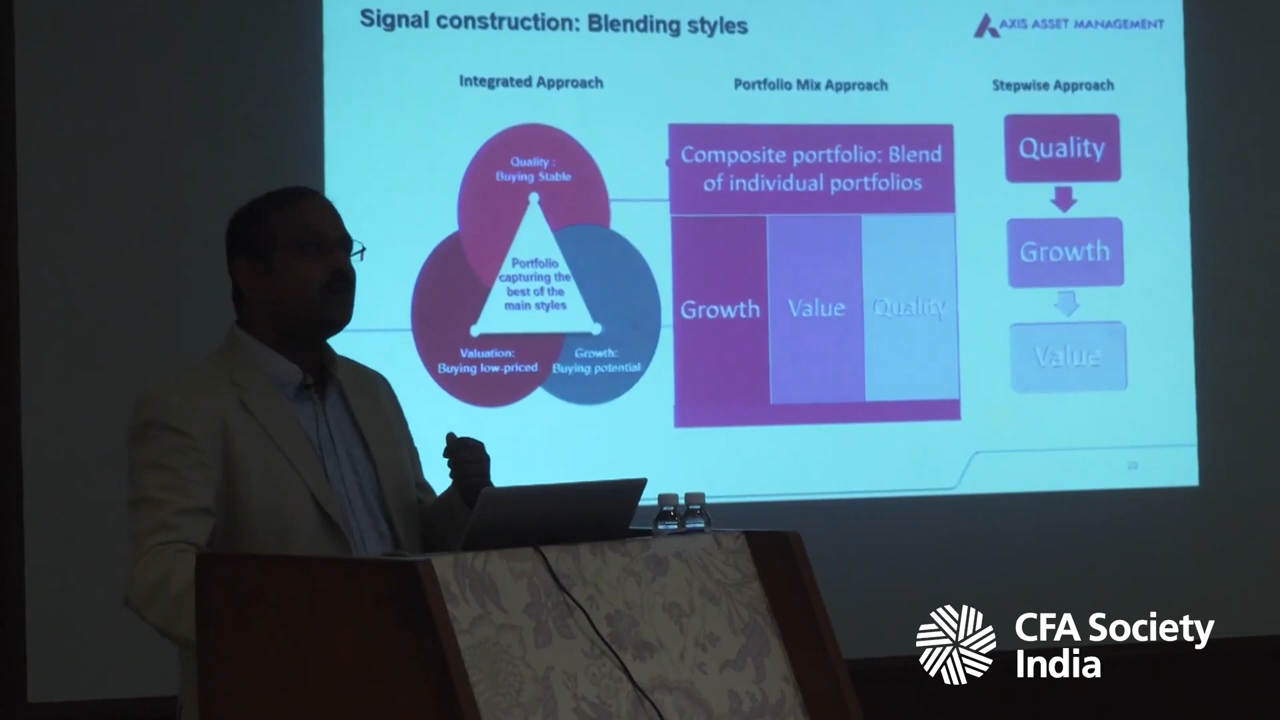 Signal construction: Blending styles
AXIS ASSET MANAGEMENT
Integrated Approach
Quality :
Buying Stable
Portfolio
capturing the
best of the
main styles
Valuation:
Buying low-priced
Growth:
Buying potential
Portfolio Mix Approach
Composite portfolio: Blend
of individual portfolios
Growth
Value
Quality
Stepwise Approach
Quality
Growth
Value
CFA Society
India